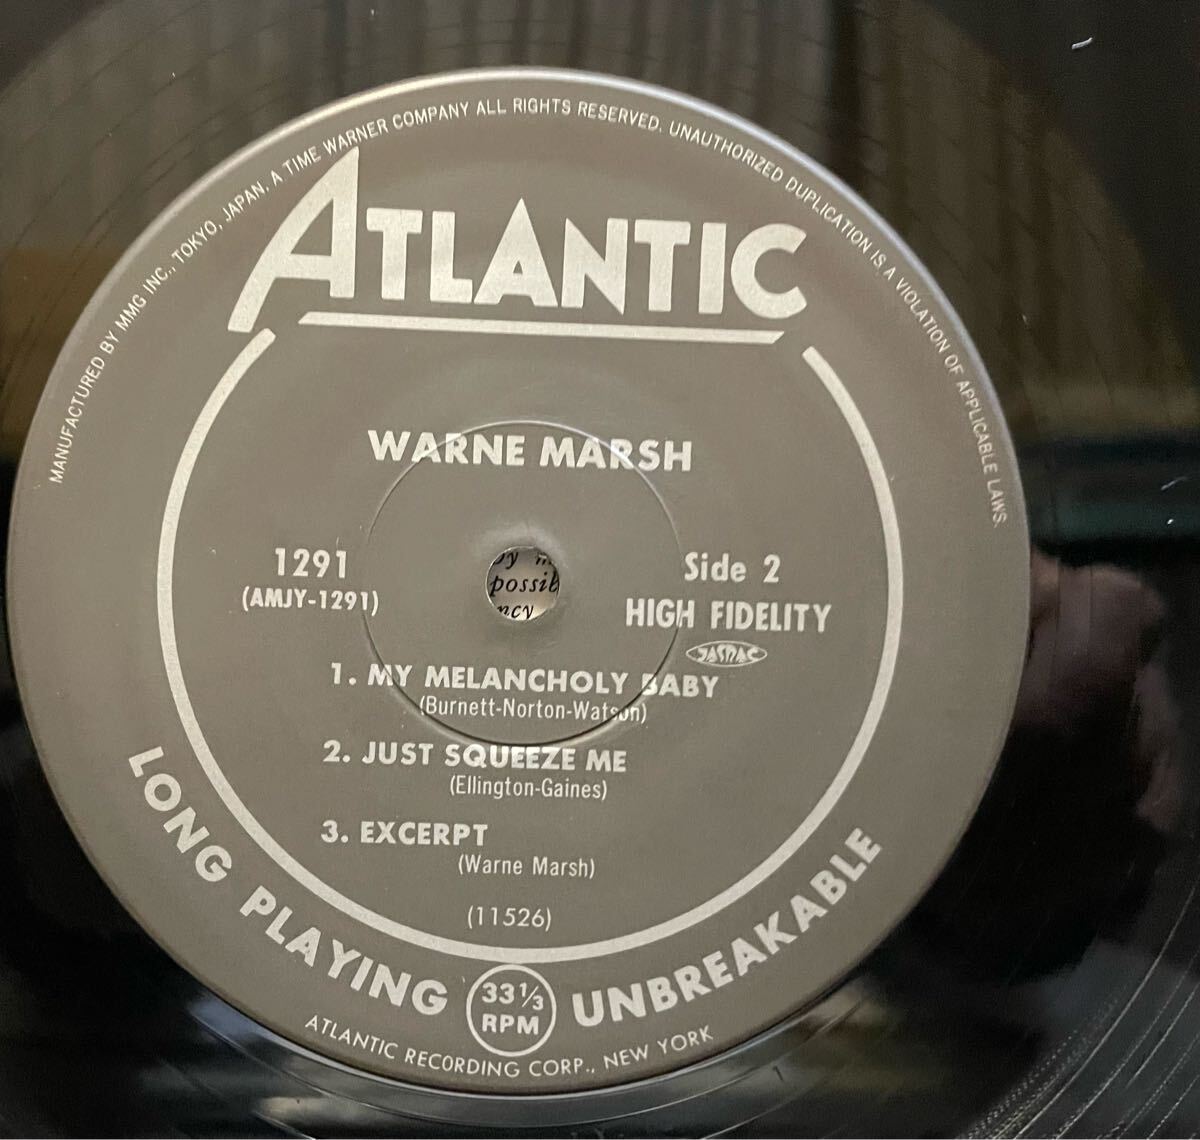 MANUFACTURED BY MMG INC., TOKYO, JAPAN. A TIME WARNER COMPANY ALL RIGHTS RESERVED. UNAUTHORIZED DUPLICATION IS A VIOLATION OF APPLICABLE LAWS.
ATLANTIC
WARNE MARSH
1291
(AMJY-1291)
possib
ncy
Side 2
HIGH FIDELITY
JASRAC
1. MY MELANCHOLY BABY
(Burnett-Norton-Watson)
2. JUST SQUEEZE ME
(Ellington-Gaines)
3. EXCERPT
(Warne Marsh)
(11526)
LONG PLAYING 33⅓ RPM UNBREAKABLE
ATLANTIC RECORDING CORP., NEW YORK